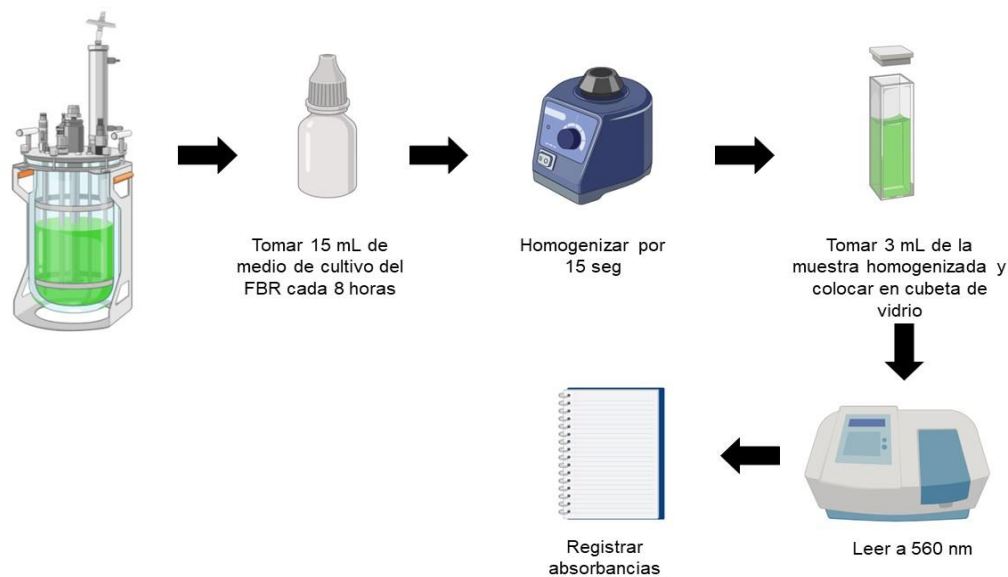 Tomar 15 mL de
medio de cultivo del
FBR cada 8 horas
Homogenizar por
15 seg
Tomar 3 mL de la
muestra homogenizada y
colocar en cubeta de
vidrio
Leer a 560 nm
Registrar
absorbancias